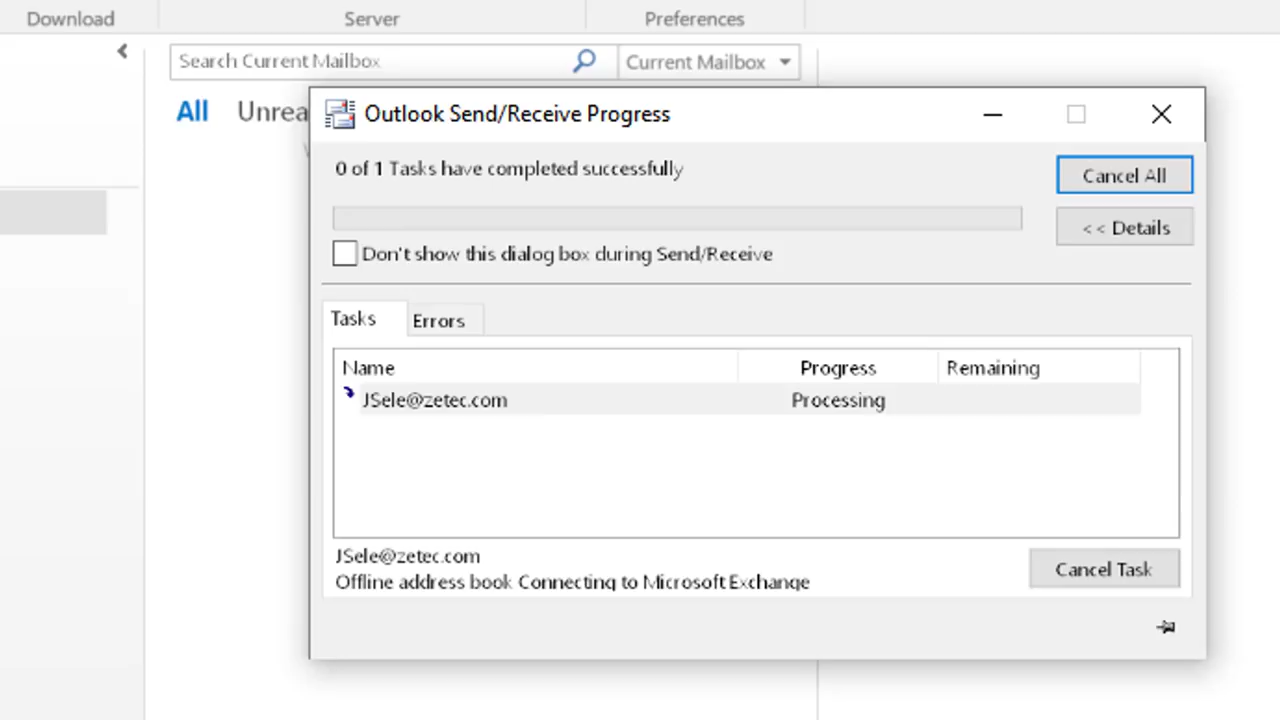 Download Server Preferences
Search Current Mailbox Current Mailbox
All Unrea
Outlook Send/Receive Progress
0 of 1 Tasks have completed successfully
Cancel All
<< Details
Don't show this dialog box during Send/Receive
Tasks Errors
Name Progress Remaining
JSele@zetec.com Processing
JSele@zetec.com
Offline address book Connecting to Microsoft Exchange
Cancel Task